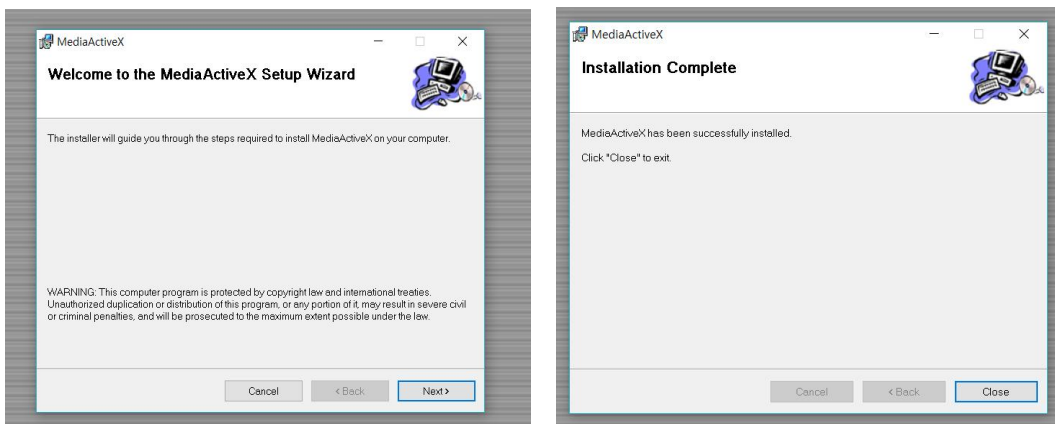 MediaActiveX
Welcome to the MediaActiveX Setup Wizard
The installer will guide you through the steps required to install MediaActiveX on your computer.
WARNING: This computer program is protected by copyright law and international treaties.
Unauthorized duplication or distribution of this program, or any portion of it, may result in severe civil
or criminal penalties, and will be prosecuted to the maximum extent possible under the law.
Cancel
< Back
Next >
MediaActiveX
Installation Complete
MediaActiveX has been successfully installed.
Click "Close" to exit.
Cancel
< Back
Close